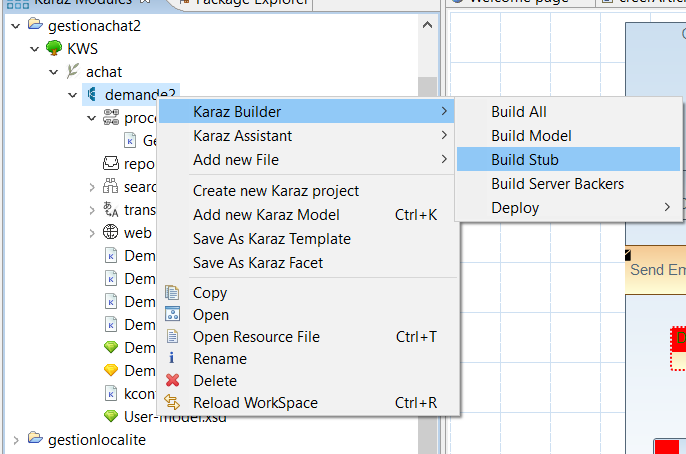 Karaz Modules
Package Explorer
Welcome page
gestionachat2
KWS
achat
demande2
proc
Ge
repo
searc
trans
web
Dem
Dem
Dem
Dem
Dem
Dem
kconf
User-model.xsd
gestionlocalite
Karaz Builder
Karaz Assistant
Add new File
Create new Karaz project
Add new Karaz Model Ctrl+K
Save As Karaz Template
Save As Karaz Facet
Copy
Open
Open Resource File Ctrl+T
Rename
Delete
Reload WorkSpace Ctrl+R
Build All
Build Model
Build Stub
Build Server Backers
Deploy
Send Em